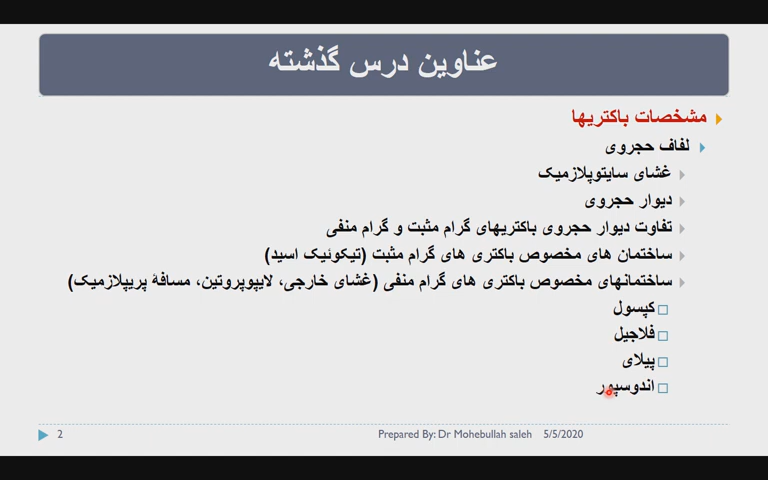 عناوین درس گذشته
مشخصات باکتریها
لفاف حجروی
غشای سایتوپلازمیک
دیوار حجروی
تفاوت دیوار حجروی باکتریهای گرام مثبت و گرام منفی
ساختمان های مخصوص باکتری های گرام مثبت (تیکوئیک اسید)
ساختمانهای مخصوص باکتری های گرام منفی (غشای خارجی، لایپوپروتین، مسافهٔ پریپلازمیک)
کپسول
فلاجیل
پیلای
اندوسپور
2 Prepared By: Dr Mohebullah saleh 5/5/2020